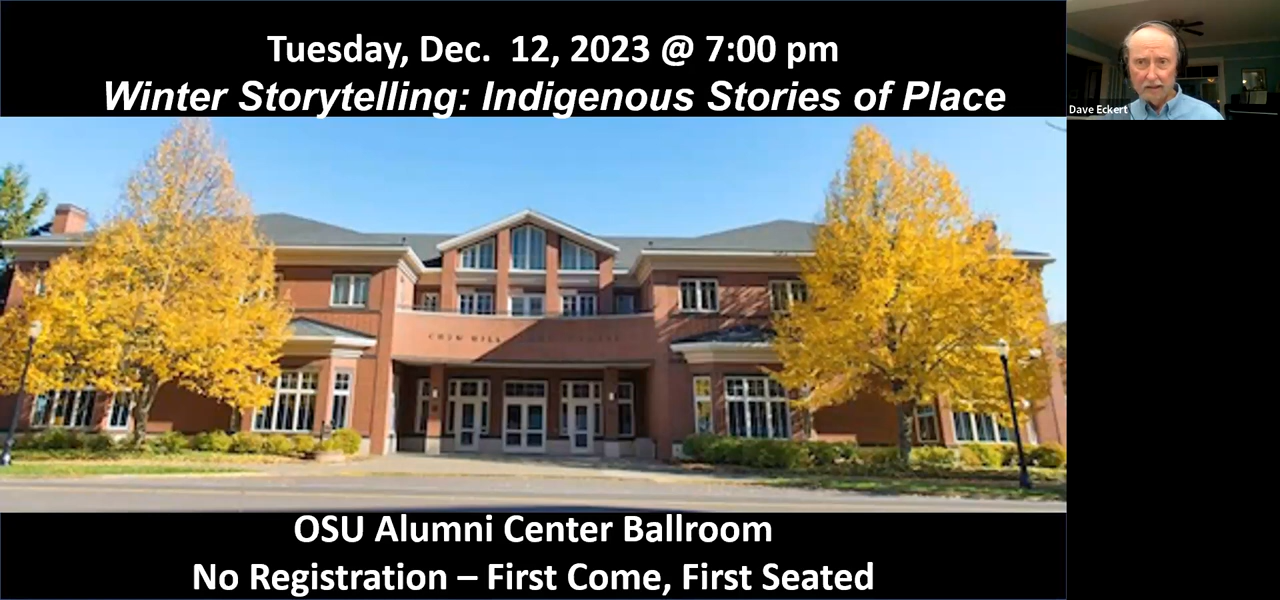 Tuesday, Dec. 12, 2023 @ 7:00 pm
Winter Storytelling: Indigenous Stories of Place
Dave Eckert
OSU Alumni Center Ballroom
No Registration – First Come, First Seated